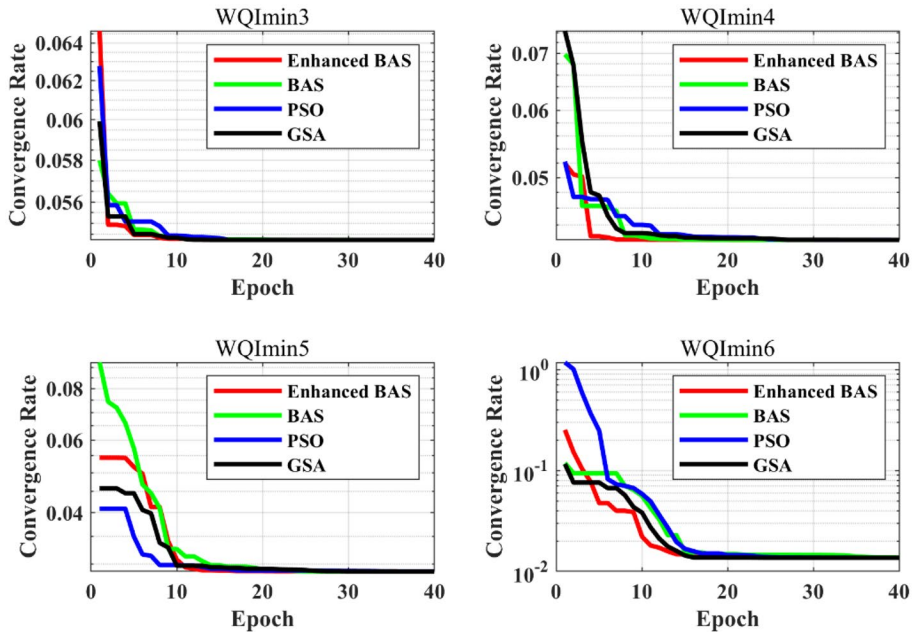 WQImin3
Convergence Rate
0.064
0.062
0.06
0.058
0.056
Enhanced BAS
BAS
PSO
GSA
0 10 20 30 40
Epoch
WQImin4
Convergence Rate
0.07
0.06
0.05
Enhanced BAS
BAS
PSO
GSA
0 10 20 30 40
Epoch
WQImin5
Convergence Rate
0.08
0.06
0.04
Enhanced BAS
BAS
PSO
GSA
0 10 20 30 40
Epoch
WQImin6
Convergence Rate
10⁰
10⁻¹
10⁻²
Enhanced BAS
BAS
PSO
GSA
0 10 20 30 40
Epoch